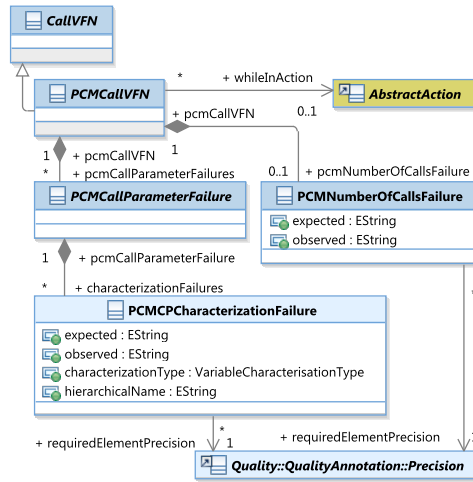 CallVFN
PCMCallVFN
* + whileInAction
AbstractAction
0..1
+ pcmCallVFN
1
1 + pcmCallVFN
* + pcmCallParameterFailures
0..1 + pcmNumberOfCallsFailure
PCMCallParameterFailure
PCMNumberOfCallsFailure
expected : EString
observed : EString
1 + pcmCallParameterFailure
* + characterizationFailures
PCMCPCharacterizationFailure
expected : EString
observed : EString
characterizationType : VariableCharacterisationType
hierarchicalName : EString
*
+ requiredElementPrecision 1
+ requiredElementPrecision
Quality::QualityAnnotation::Precision